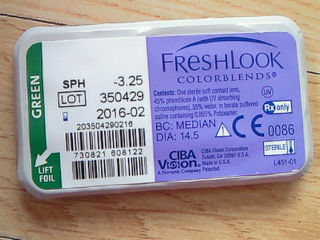 GREEN
SPH -3.25
LOT 350429
2016-02
203504290216
730821 608122
LIFT
FOIL
FRESHLOOK
COLORBLENDS®
Contents: One sterile soft contact lens,
45% phemfilcon A (with UV absorbing
chromophores), 55% water, in borate buffered
saline containing 0.005% Poloxamer.
UV
Rx only
BC: MEDIAN
DIA: 14.5
CE 0086
CIBA
VISION®
A Novartis Company
CIBA Vision Corporation
Duluth, GA 30097 U.S.A.
Made in U.S.A.
STERILE
L451-01